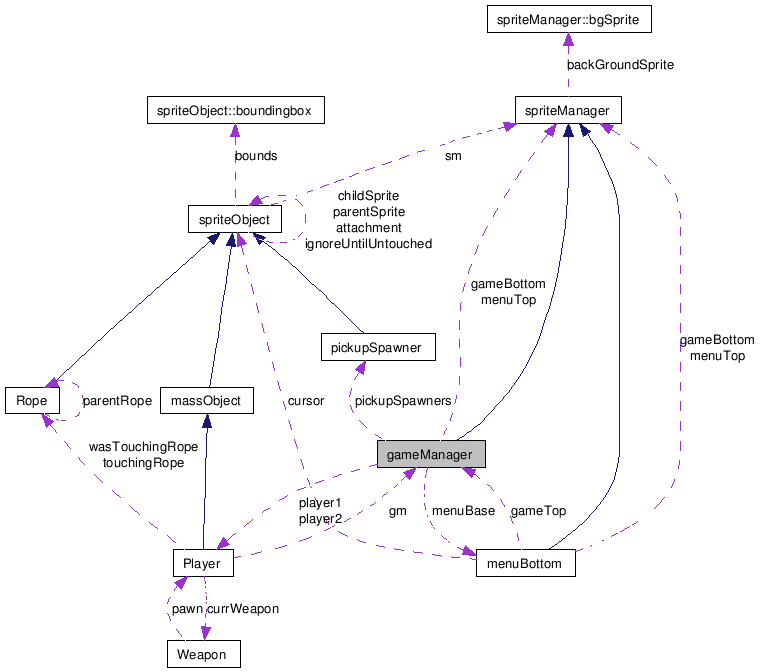 spriteManager::bgSprite
backGroundSprite
spriteObject::boundingbox
spriteManager
bounds
sm
childSprite
parentSprite
attachment
ignoreUntilUntouched
spriteObject
gameBottom
menuTop
gameBottom
menuTop
pickupSpawner
Rope
parentRope
massObject
cursor
pickupSpawners
wasTouchingRope
touchingRope
gameManager
player1
player2
gm
menuBase
gameTop
Player
menuBottom
pawn
currWeapon
Weapon